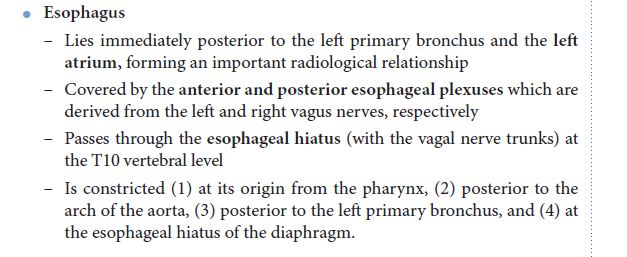 • Esophagus
– Lies immediately posterior to the left primary bronchus and the left
atrium, forming an important radiological relationship
– Covered by the anterior and posterior esophageal plexuses which are
derived from the left and right vagus nerves, respectively
– Passes through the esophageal hiatus (with the vagal nerve trunks) at
the T10 vertebral level
– Is constricted (1) at its origin from the pharynx, (2) posterior to the
arch of the aorta, (3) posterior to the left primary bronchus, and (4) at
the esophageal hiatus of the diaphragm.